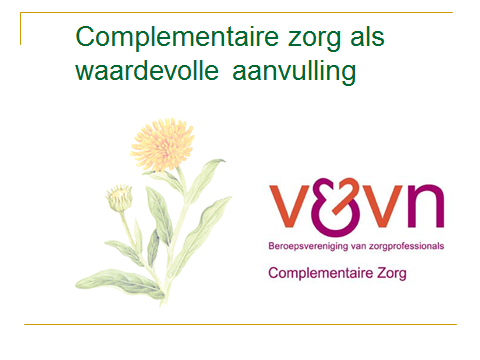 Complementaire zorg als
waardevolle aanvulling
v&vn
Beroepsvereniging van zorgprofessionals
Complementaire Zorg